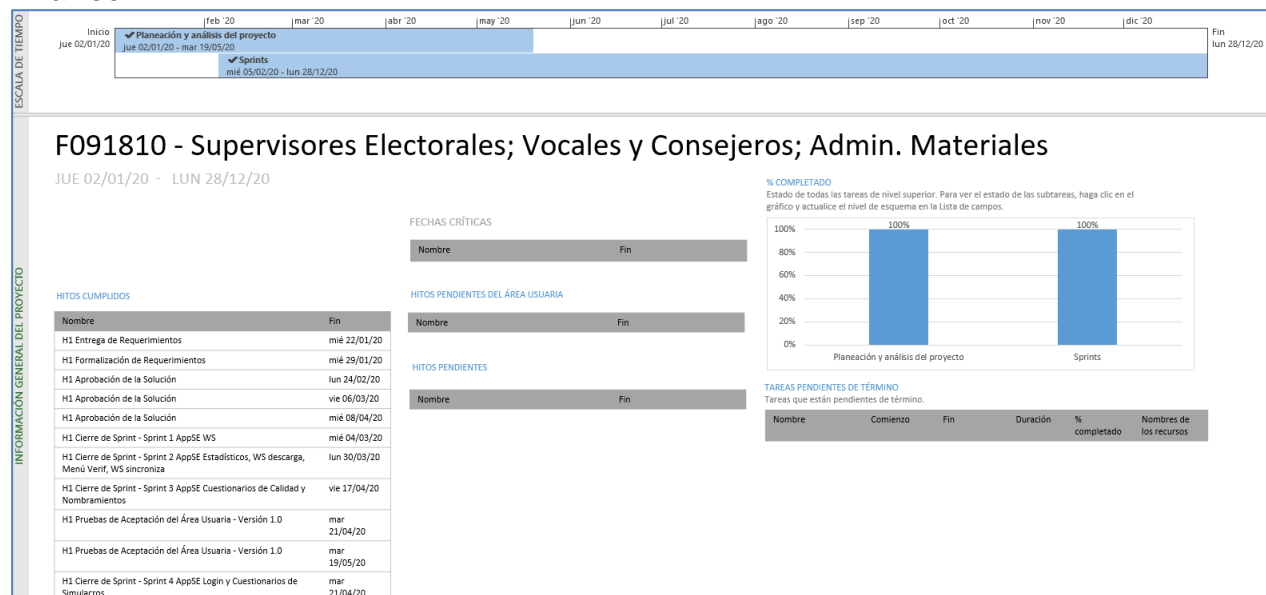 ESCALA DE TIEMPO
feb '20 mar '20 abr '20 may '20 jun '20 jul '20 ago '20 sep '20 oct '20 nov '20 dic '20
Inicio
jue 02/01/20
Planeación y análisis del proyecto
jue 02/01/20 - mar 19/05/20
Sprints
mié 05/02/20 - lun 28/12/20
Fin
lun 28/12/20
INFORMACIÓN GENERAL DEL PROYECTO
F091810 - Supervisores Electorales; Vocales y Consejeros; Admin. Materiales
JUE 02/01/20 - LUN 28/12/20
HITOS CUMPLIDOS
Nombre Fin
H1 Entrega de Requerimientos mié 22/01/20
H1 Formalización de Requerimientos mié 29/01/20
H1 Aprobación de la Solución lun 24/02/20
H1 Aprobación de la Solución vie 06/03/20
H1 Aprobación de la Solución mié 08/04/20
H1 Cierre de Sprint - Sprint 1 AppSE WS mié 04/03/20
H1 Cierre de Sprint - Sprint 2 AppSE Estadísticos, WS descarga, lun 30/03/20
Menú Verif, WS sincroniza
H1 Cierre de Sprint - Sprint 3 AppSE Cuestionarios de Calidad y vie 17/04/20
Nombramientos
H1 Pruebas de Aceptación del Área Usuaria - Versión 1.0 mar
21/04/20
H1 Pruebas de Aceptación del Área Usuaria - Versión 1.0 mar
19/05/20
H1 Cierre de Sprint - Sprint 4 AppSE Login y Cuestionarios de mar
Simulacros 21/04/20
FECHAS CRÍTICAS
Nombre Fin
HITOS PENDIENTES DEL ÁREA USUARIA
Nombre Fin
HITOS PENDIENTES
Nombre Fin
% COMPLETADO
Estado de todas las tareas de nivel superior. Para ver el estado de las subtareas, haga clic en el
gráfico y actualice el nivel de esquema en la Lista de campos.
100% 100%
100%
80%
60%
40%
20%
0%
Planeación y análisis del proyecto Sprints
TAREAS PENDIENTES DE TÉRMINO
Tareas que están pendientes de término.
Nombre Comienzo Fin Duración % Nombres de
completado los recursos